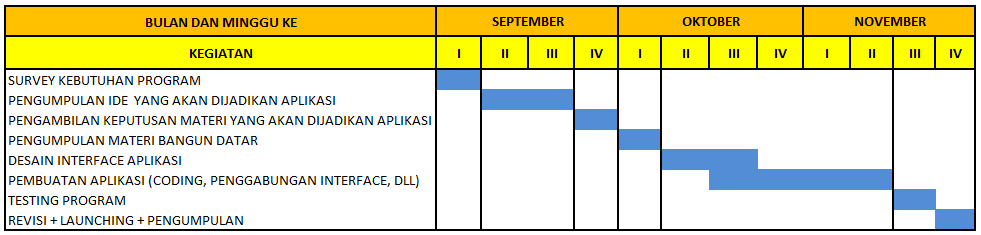 BULAN DAN MINGGU KE SEPTEMBER OKTOBER NOVEMBER
KEGIATAN I II III IV I II III IV I II III IV
SURVEY KEBUTUHAN PROGRAM
PENGUMPULAN IDE YANG AKAN DIJADIKAN APLIKASI
PENGAMBILAN KEPUTUSAN MATERI YANG AKAN DIJADIKAN APLIKASI
PENGUMPULAN MATERI BANGUN DATAR
DESAIN INTERFACE APLIKASI
PEMBUATAN APLIKASI (CODING, PENGGABUNGAN INTERFACE, DLL)
TESTING PROGRAM
REVISI + LAUNCHING + PENGUMPULAN